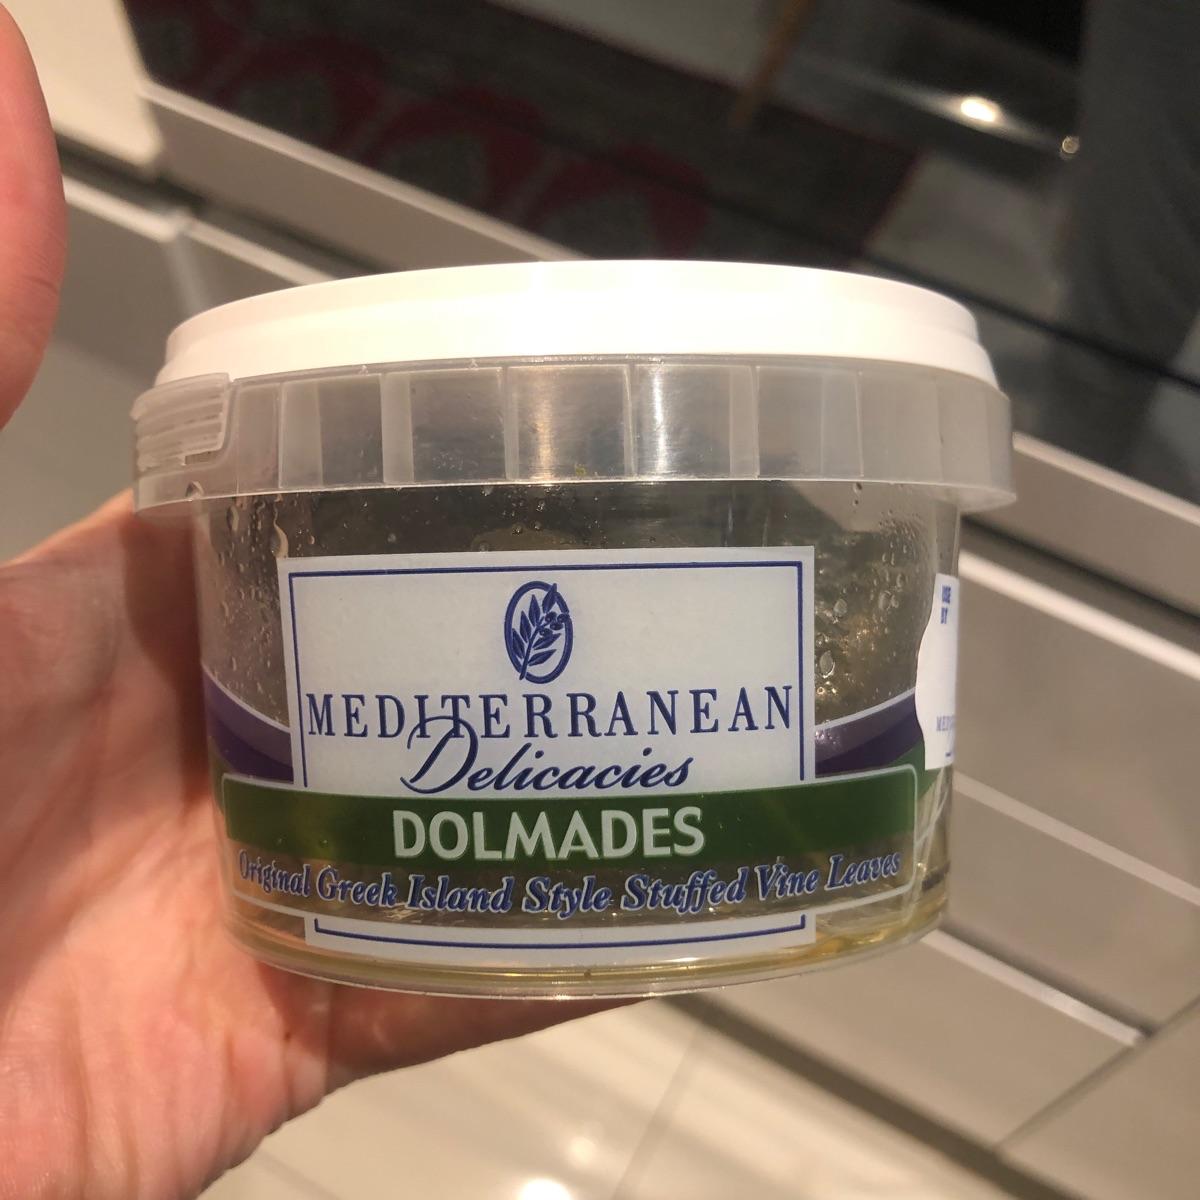 MEDITERRANEAN
Delicacies
DOLMADES
Original Greek Island Style Stuffed Vine Leaves
USE
BY